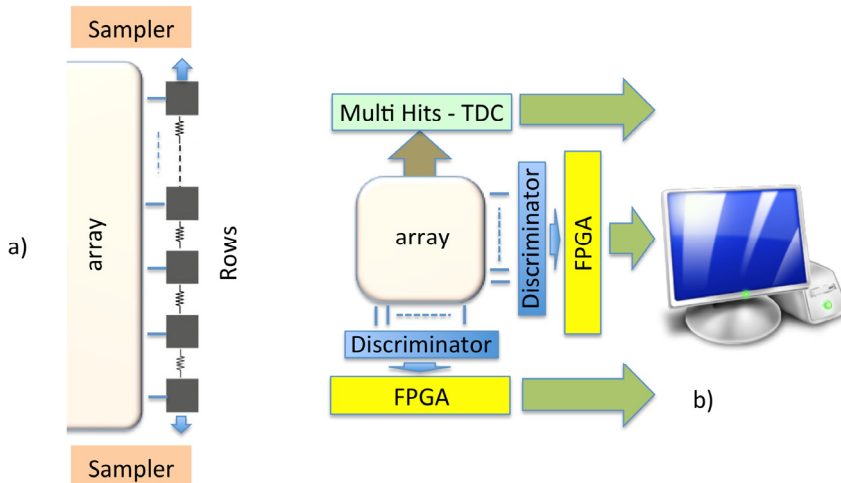 a)
Sampler
array
Rows
Sampler
Multi Hits - TDC
array
Discriminator
FPGA
Discriminator
FPGA
b)